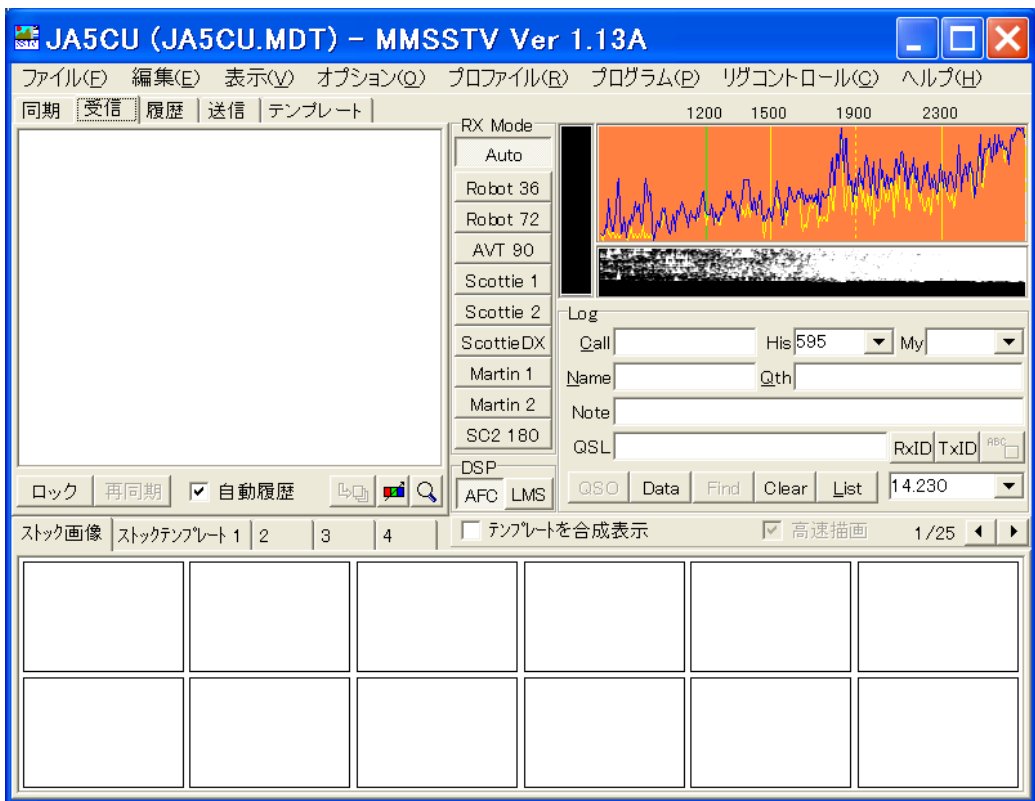 JA5CU (JA5CU.MDT) - MMSSTV Ver 1.13A
ファイル(F) 編集(E) 表示(V) オプション(O) プロファイル(R) プログラム(P) リグコントロール(C) ヘルプ(H)
同期 受信 履歴 送信 テンプレート
RX Mode
Auto
Robot 36
Robot 72
AVT 90
Scottie 1
Scottie 2
ScottieDX
Martin 1
Martin 2
SC2 180
DSP
AFC LMS
1200 1500 1900 2300
Log
Call His 595 My
Name Qth
Note
QSL RxID TxID ABC
QSO Data Find Clear List 14.230
ロック 再同期 自動履歴
ストック画像 ストックテンプレート 1 2 3 4
テンプレートを合成表示 高速描画 1/25